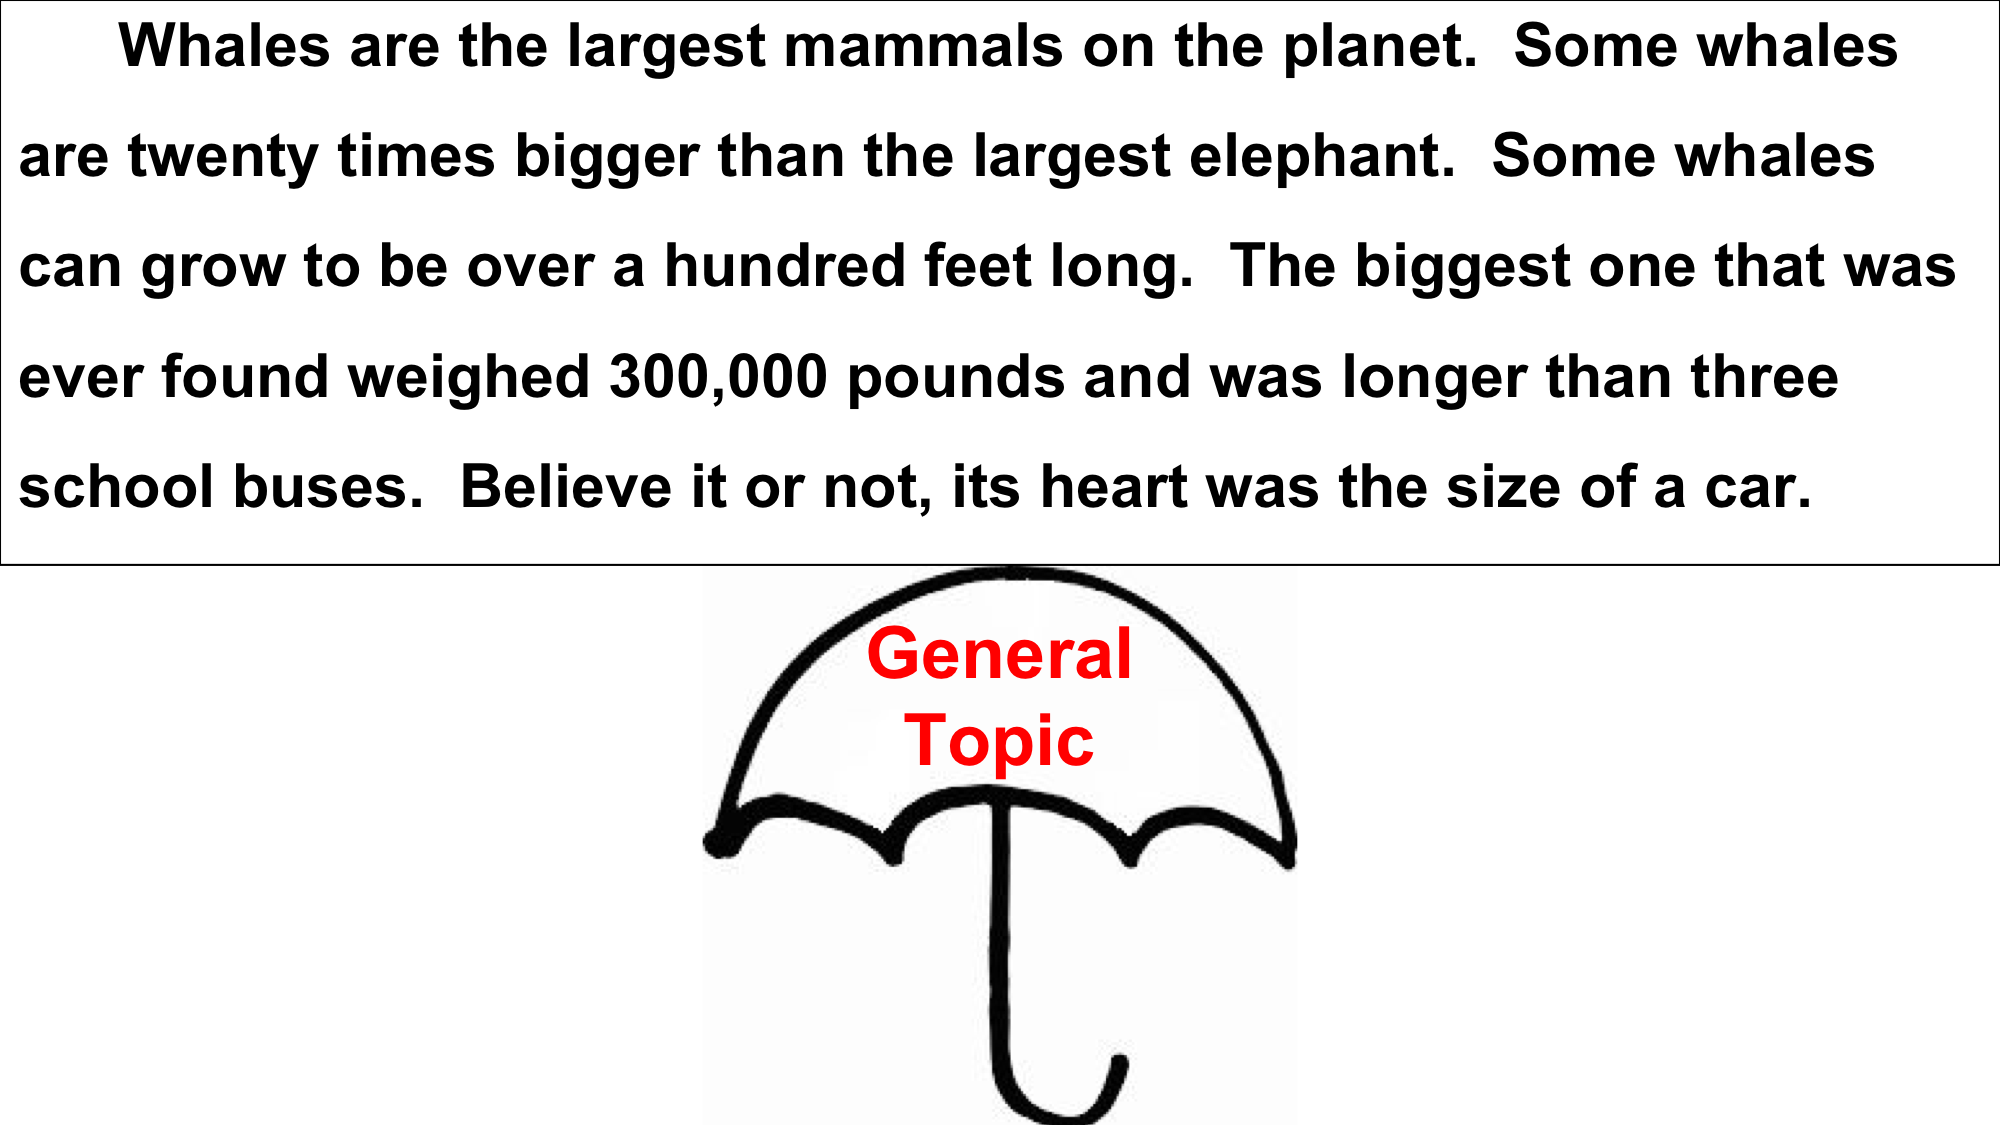 Whales are the largest mammals on the planet.  Some whales
are twenty times bigger than the largest elephant.  Some whales
can grow to be over a hundred feet long.  The biggest one that was
ever found weighed 300,000 pounds and was longer than three
school buses.  Believe it or not, its heart was the size of a car.
General
Topic